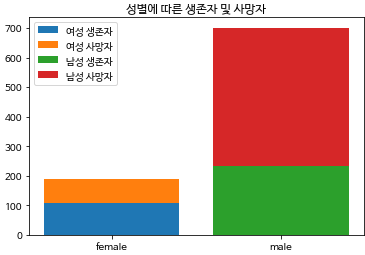 성별에 따른 생존자 및 사망자
여성 생존자
여성 사망자
남성 생존자
남성 사망자
700
600
500
400
300
200
100
0
female
male